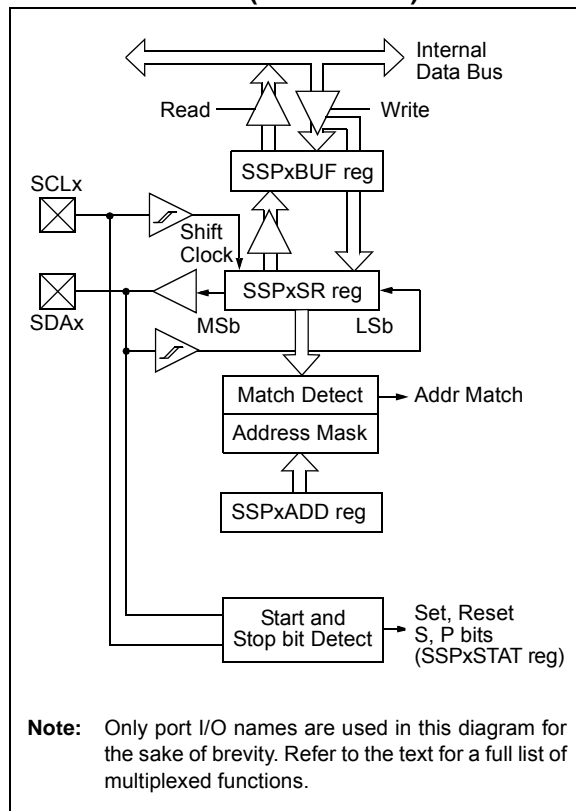 Internal
Data Bus
Read
Write
SSPxBUF reg
SCLx
Shift
Clock
SSPxSR reg
SDAx
MSb
LSb
Match Detect
Addr Match
Address Mask
SSPxADD reg
Start and
Stop bit Detect
Set, Reset
S, P bits
(SSPxSTAT reg)
Note: Only port I/O names are used in this diagram for
the sake of brevity. Refer to the text for a full list of
multiplexed functions.